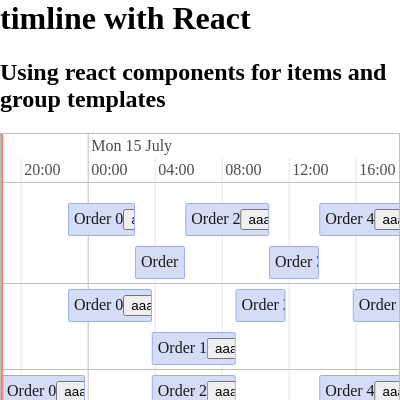 timline with React
Using react components for items and
group templates
Mon 15 July
20:00 00:00 04:00 08:00 12:00 16:00
Order 0 Order 2 aaa Order 4 aaa
Order Order
Order 0 aaa Order Order
Order 1 aaa
Order 0 aaa Order 2 aaa Order 4 aaa